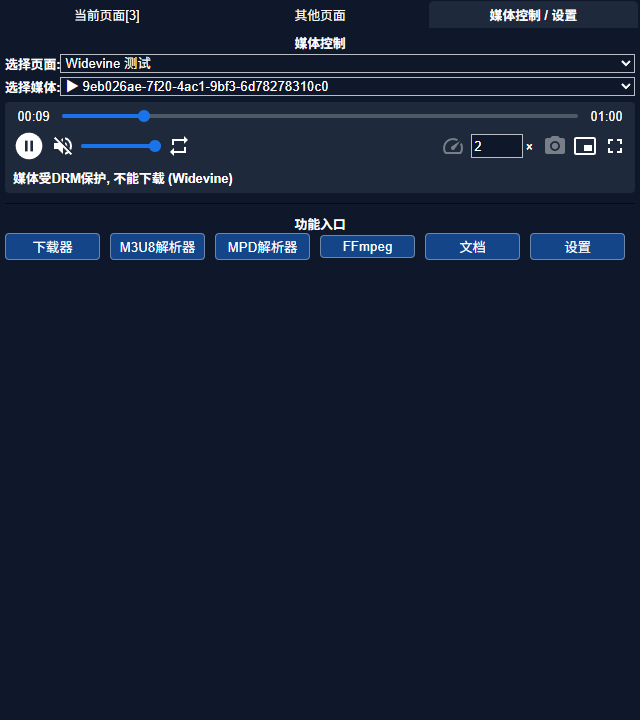 当前页面[3] 其他页面 媒体控制 / 设置
媒体控制
选择页面: Widevine 测试
选择媒体: ▶ 9eb026ae-7f20-4ac1-9bf3-6d78278310c0
00:09 01:00
2 ×
媒体受DRM保护, 不能下载 (Widevine)
功能入口
下载器 M3U8解析器 MPD解析器 FFmpeg 文档 设置